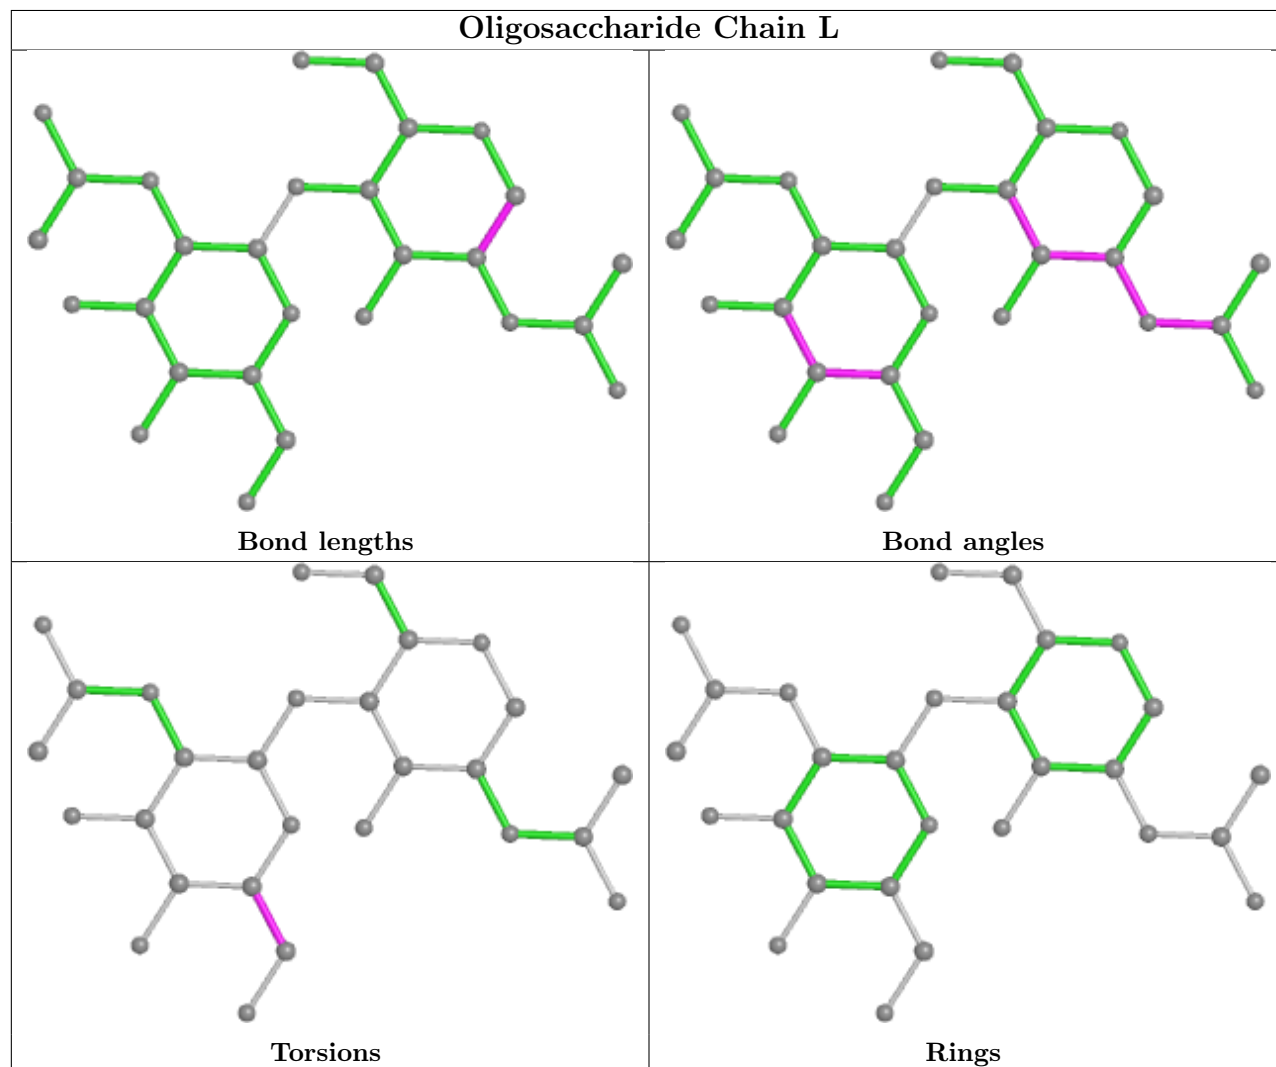 Oligosaccharide Chain L
Bond lengths
Bond angles
Torsions
Rings